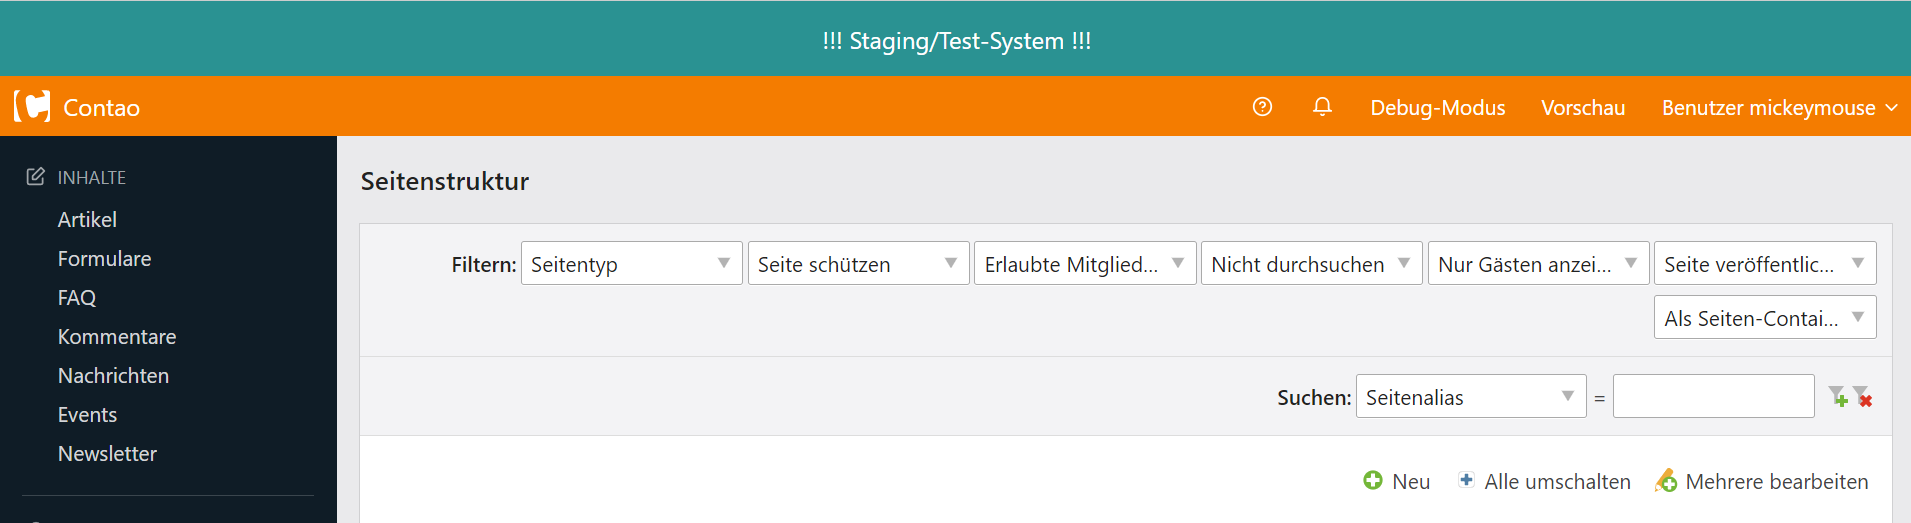 !!! Staging/Test-System !!!
Contao
Debug-Modus Vorschau Benutzer mickeymouse
INHALTE
Artikel
Formulare
FAQ
Kommentare
Nachrichten
Events
Newsletter
Seitenstruktur
Filtern: Seitentyp Seite schützen Erlaubte Mitglied... Nicht durchsuchen Nur Gästen anzei... Seite veröffentlic...
Als Seiten-Contai...
Suchen: Seitenalias =
Neu Alle umschalten Mehrere bearbeiten